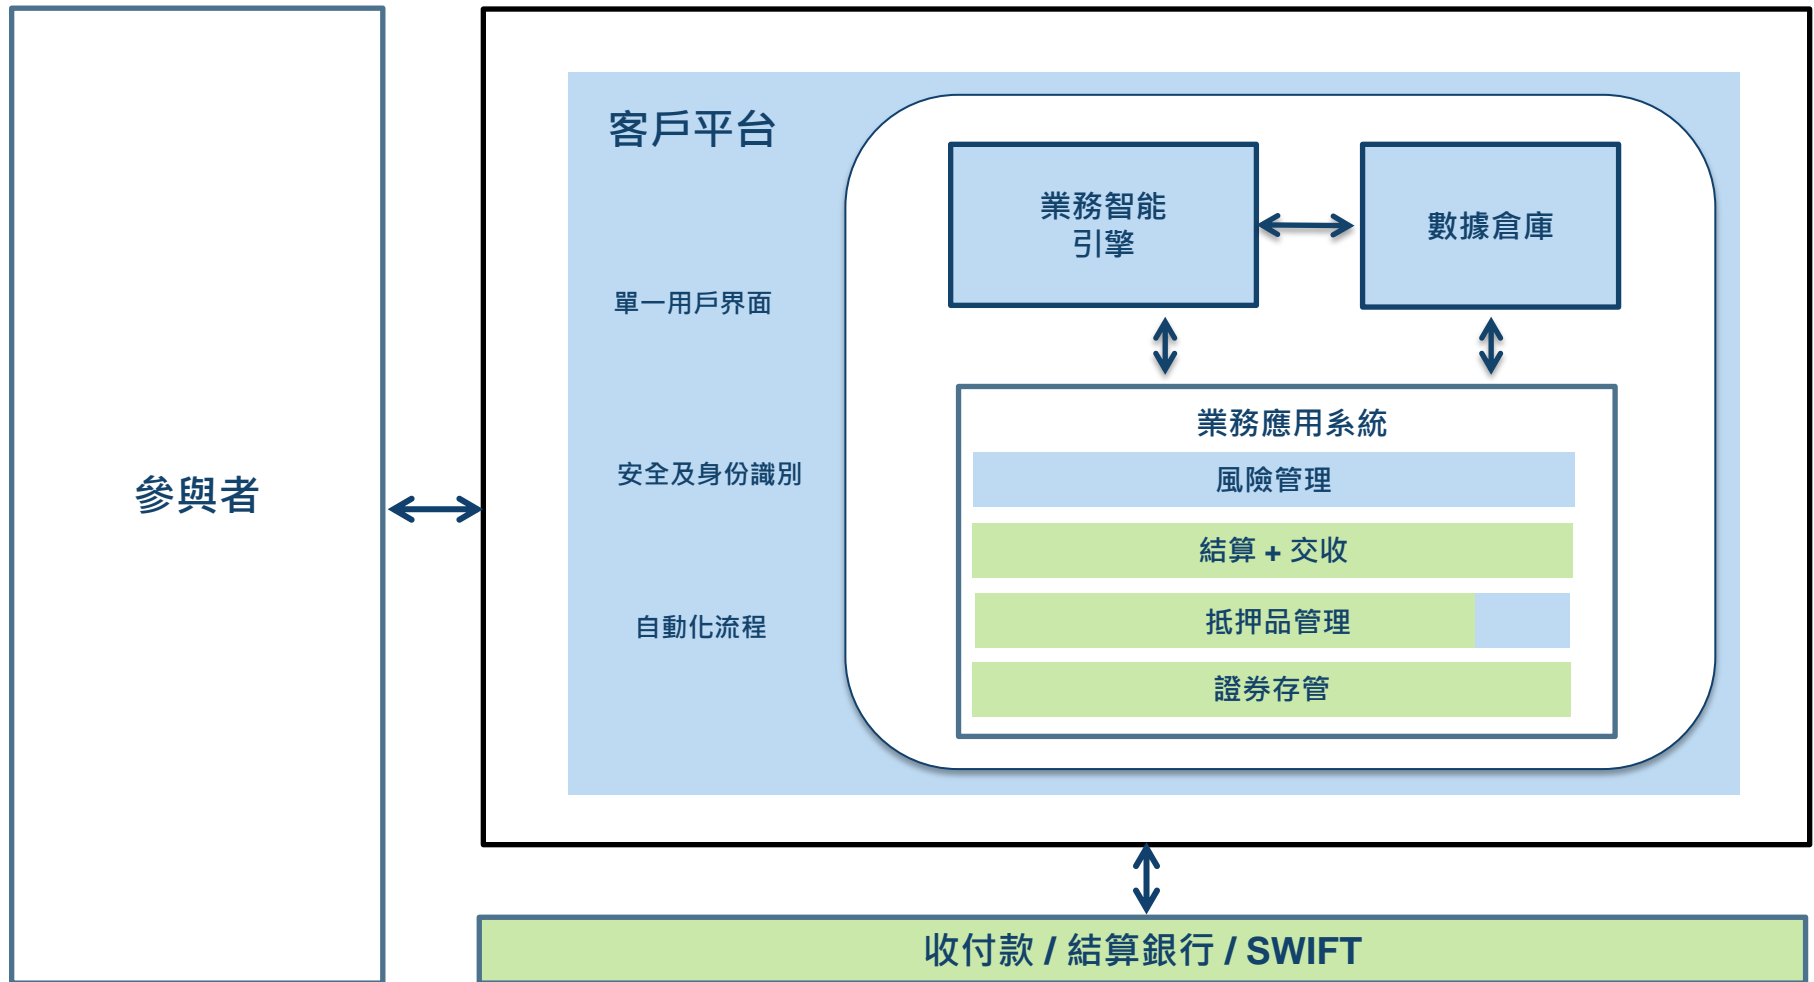 參與者
客戶平台
單一用戶界面
安全及身份識別
自動化流程
業務智能
引擎
數據倉庫
業務應用系統
風險管理
結算 + 交收
抵押品管理
證券存管
收付款 / 結算銀行 / SWIFT